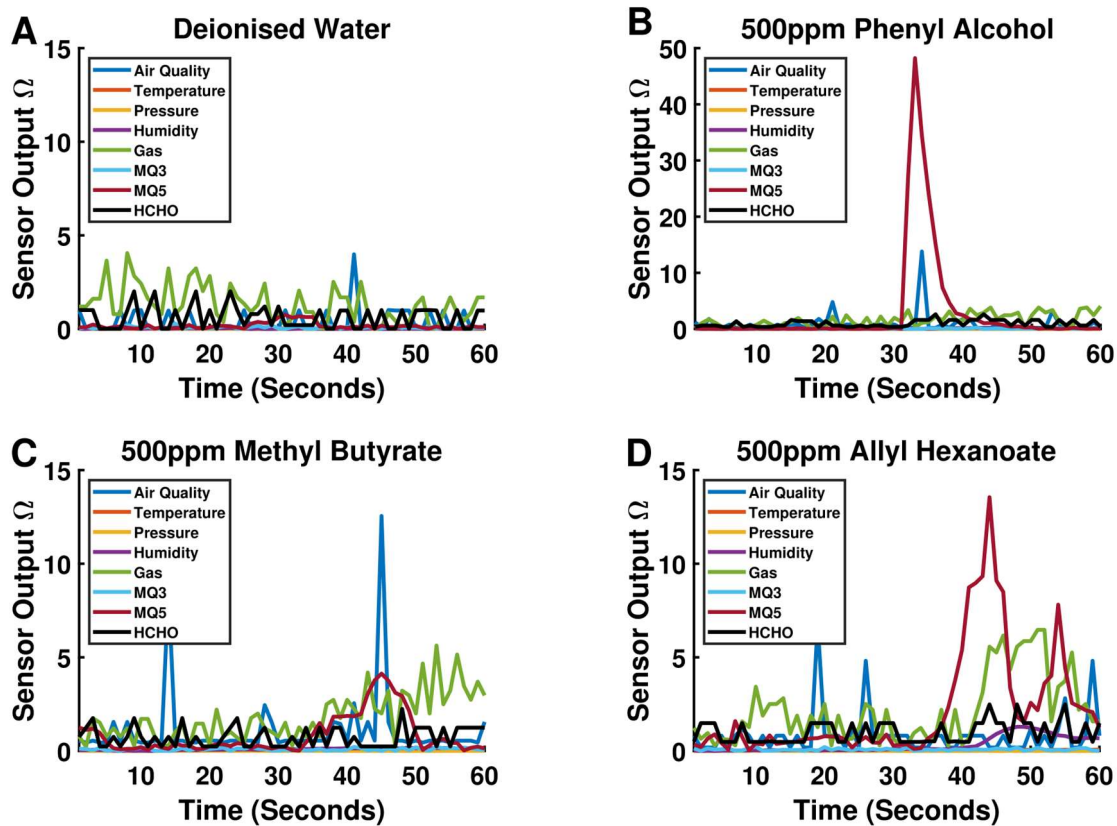 A
Deionised Water
15
10
5
0
Air Quality
Temperature
Pressure
Humidity
Gas
MQ3
MQ5
HCHO
Sensor Output Ω
10 20 30 40 50 60
Time (Seconds)
B
500ppm Phenyl Alcohol
50
40
30
20
10
0
Air Quality
Temperature
Pressure
Humidity
Gas
MQ3
MQ5
HCHO
Sensor Output Ω
10 20 30 40 50 60
Time (Seconds)
C
500ppm Methyl Butyrate
15
10
5
0
Air Quality
Temperature
Pressure
Humidity
Gas
MQ3
MQ5
HCHO
Sensor Output Ω
10 20 30 40 50 60
Time (Seconds)
D
500ppm Allyl Hexanoate
15
10
5
0
Air Quality
Temperature
Pressure
Humidity
Gas
MQ3
MQ5
HCHO
Sensor Output Ω
10 20 30 40 50 60
Time (Seconds)